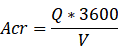 Acr = Q * 3600 / V